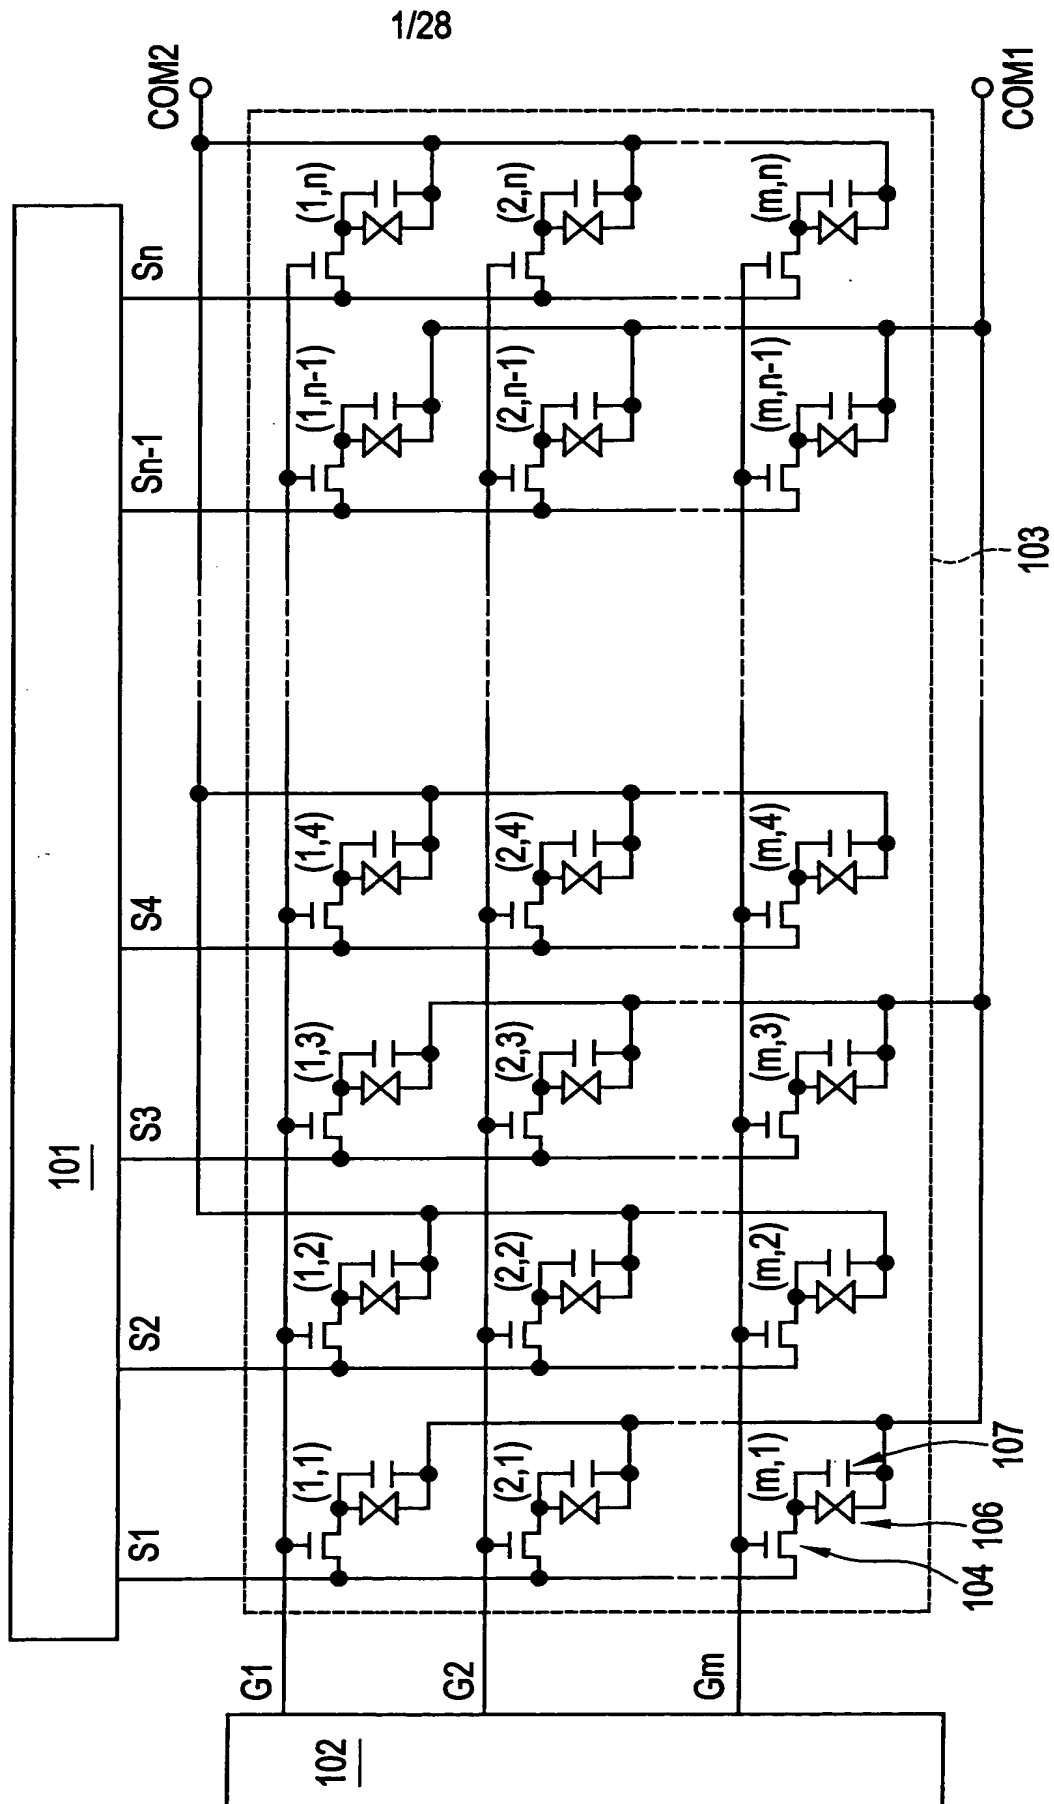 1/28
101
COM2
S1
S2
S3
S4
Sn-1
Sn
G1
(1,1)
(1,2)
(1,3)
(1,4)
(1,n-1)
(1,n)
102
G2
(2,1)
(2,2)
(2,3)
(2,4)
(2,n-1)
(2,n)
Gm
(m,1)
(m,2)
(m,3)
(m,4)
(m,n-1)
(m,n)
104
106
107
103
COM1